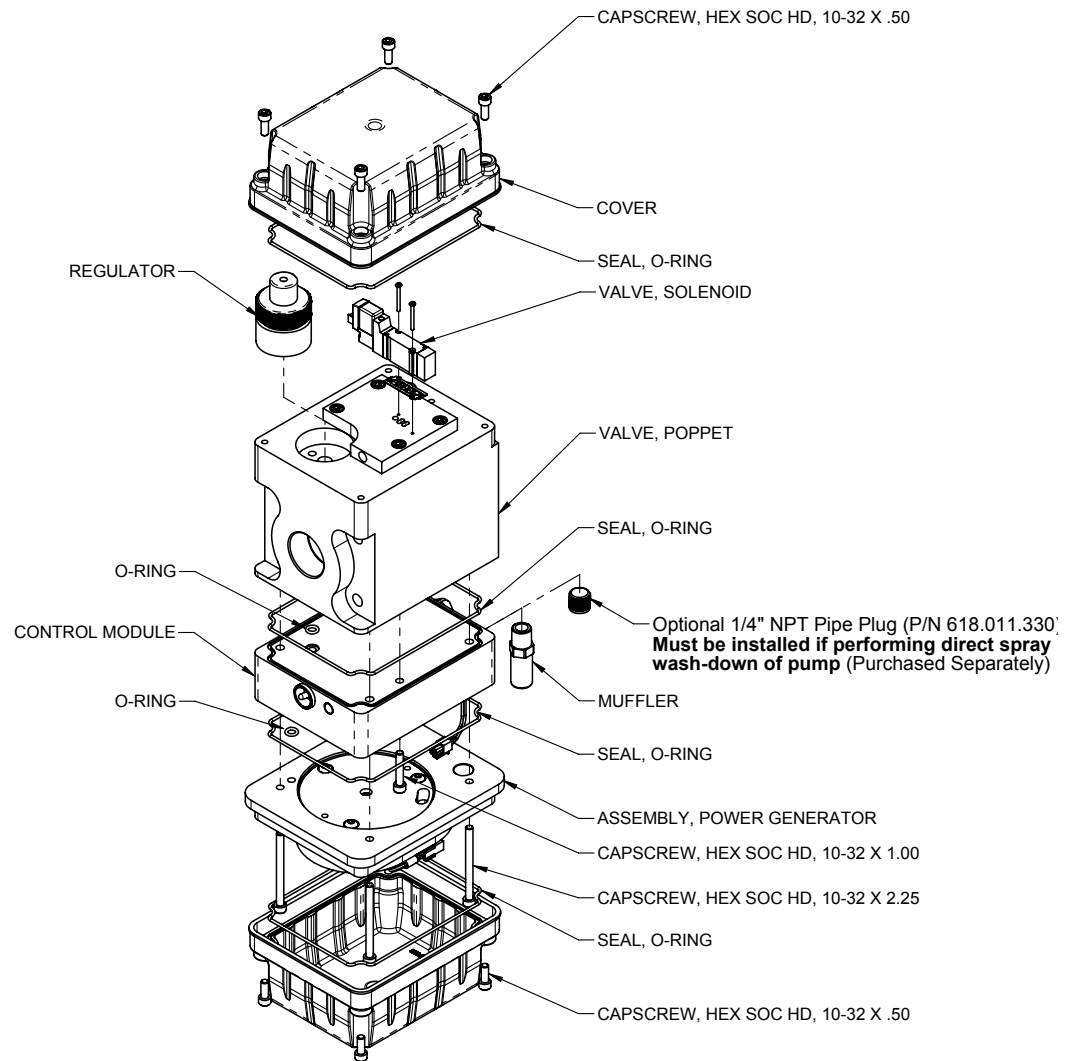 CAPSCREW, HEX SOC HD, 10-32 X .50
COVER
SEAL, O-RING
REGULATOR
VALVE, SOLENOID
VALVE, POPPET
SEAL, O-RING
O-RING
Optional 1/4" NPT Pipe Plug (P/N 618.011.330)
Must be installed if performing direct spray
wash-down of pump (Purchased Separately)
CONTROL MODULE
MUFFLER
O-RING
SEAL, O-RING
ASSEMBLY, POWER GENERATOR
CAPSCREW, HEX SOC HD, 10-32 X 1.00
CAPSCREW, HEX SOC HD, 10-32 X 2.25
SEAL, O-RING
CAPSCREW, HEX SOC HD, 10-32 X .50